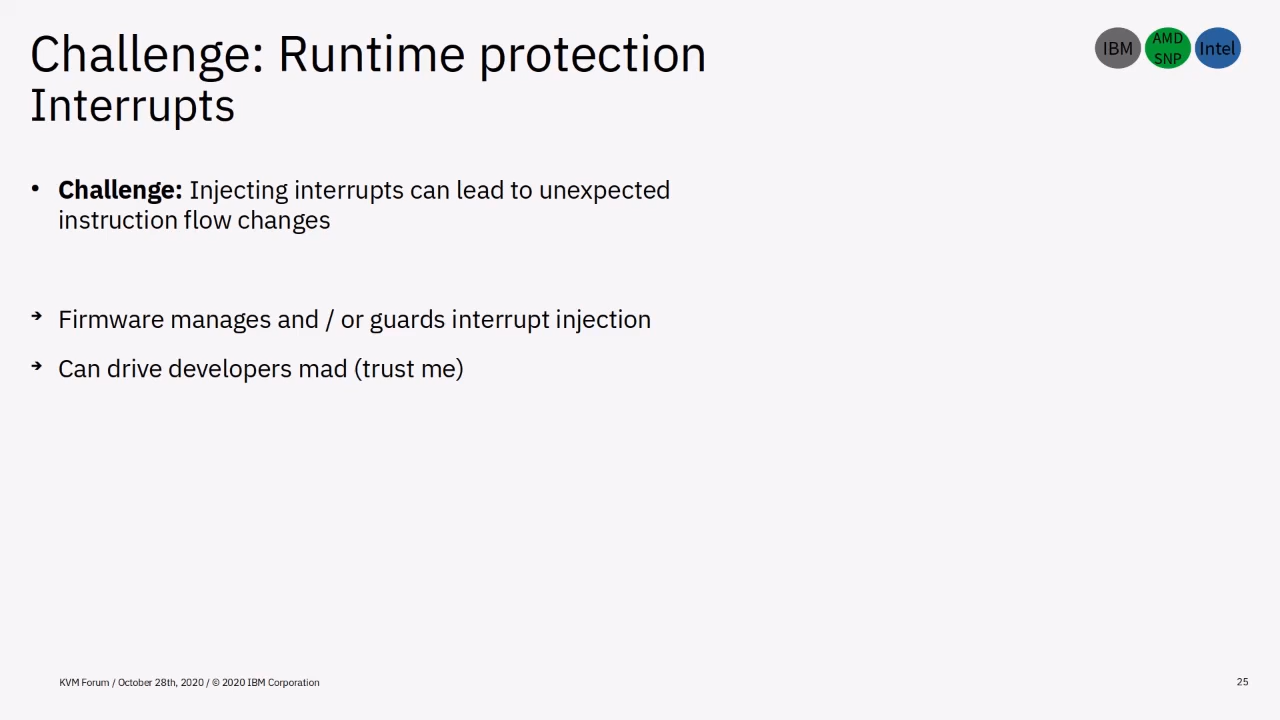 Challenge: Runtime protection
Interrupts
IBM
AMD
SNP
Intel
• Challenge: Injecting interrupts can lead to unexpected
instruction flow changes
➔ Firmware manages and / or guards interrupt injection
➔ Can drive developers mad (trust me)
KVM Forum / October 28th, 2020 / © 2020 IBM Corporation
25